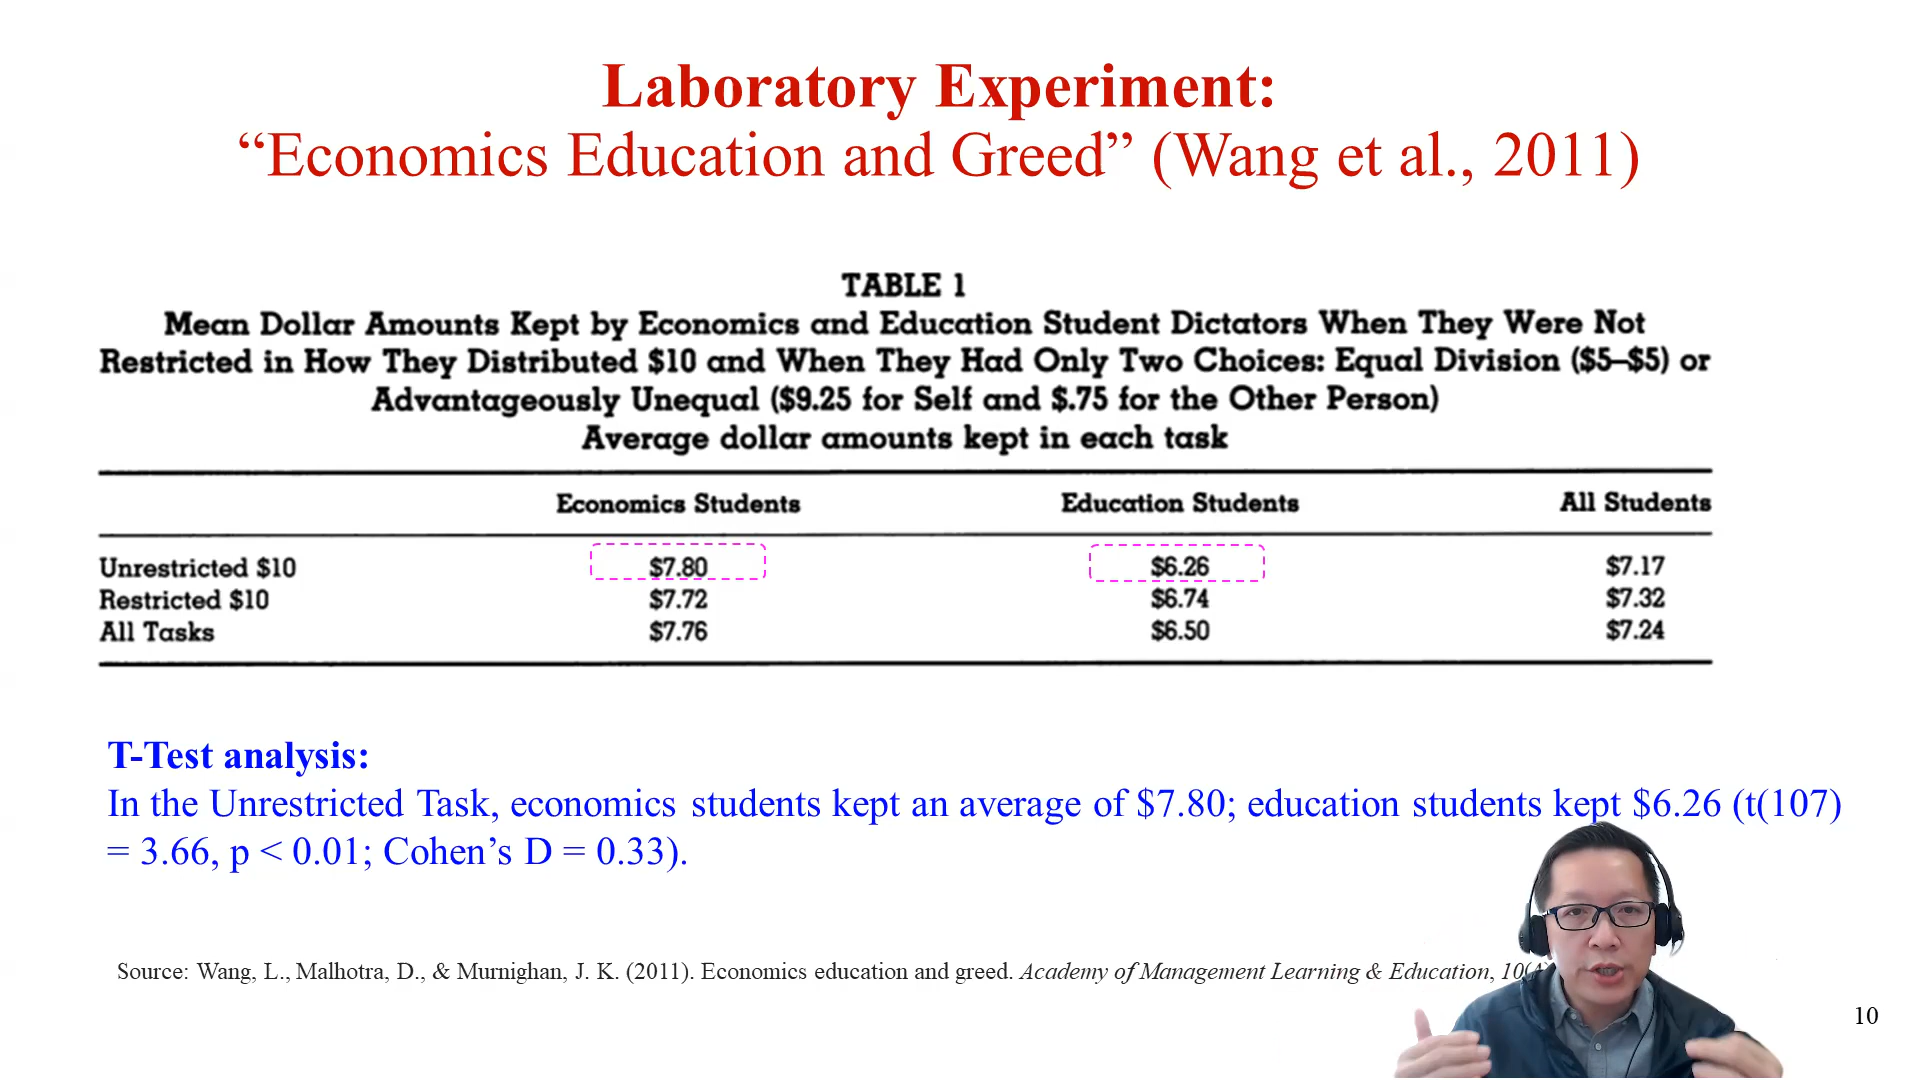 Laboratory Experiment:
“Economics Education and Greed” (Wang et al., 2011)
TABLE 1
Mean Dollar Amounts Kept by Economics and Education Student Dictators When They Were Not
Restricted in How They Distributed $10 and When They Had Only Two Choices: Equal Division ($5–$5) or
Advantageously Unequal ($9.25 for Self and $.75 for the Other Person)
Average dollar amounts kept in each task
Economics Students Education Students All Students
Unrestricted $10 $7.80 $6.26 $7.17
Restricted $10 $7.72 $6.74 $7.32
All Tasks $7.76 $6.50 $7.24
T-Test analysis:
In the Unrestricted Task, economics students kept an average of $7.80; education students kept $6.26 (t(107)
= 3.66, p < 0.01; Cohen’s D = 0.33).
Source: Wang, L., Malhotra, D., & Murnighan, J. K. (2011). Economics education and greed. Academy of Management Learning & Education, 10
10